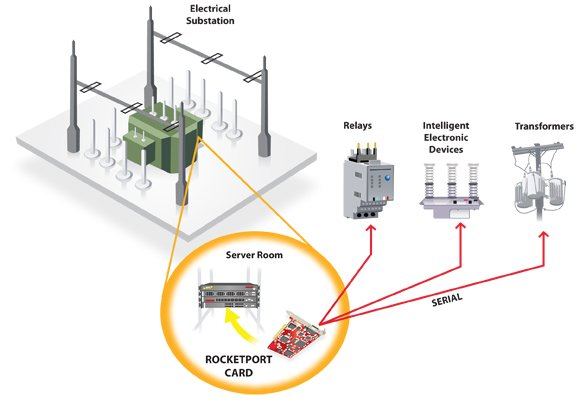 Electrical
Substation
Relays
Intelligent
Electronic
Devices
Transformers
Server Room
SERIAL
ROCKETPORT
CARD